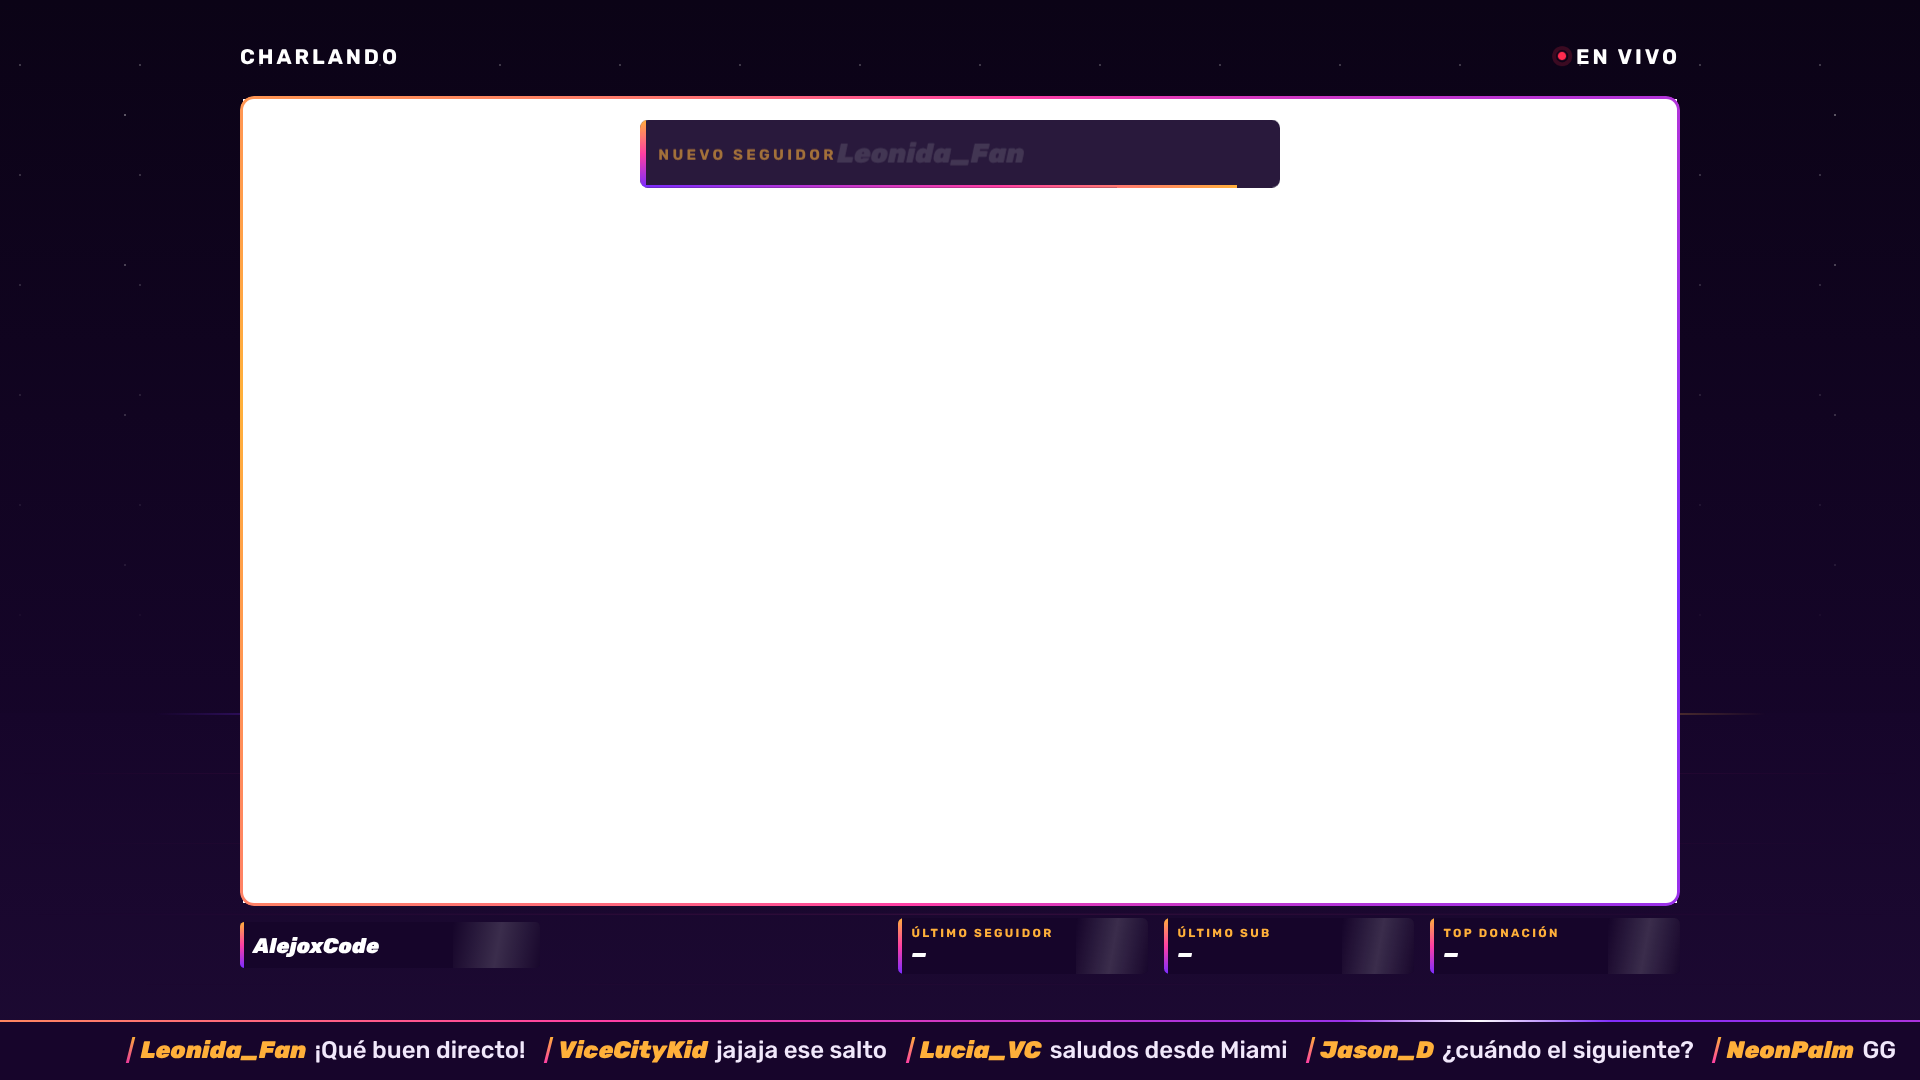 CHARLANDO
EN VIVO
NUEVO SEGUIDOR Leonida_Fan
AlejoxCode
ÚLTIMO SEGUIDOR
—
ÚLTIMO SUB
—
TOP DONACIÓN
—
/ Leonida_Fan ¡Qué buen directo! / ViceCityKid jajaja ese salto / Lucia_VC saludos desde Miami / Jason_D ¿cuándo el siguiente? / NeonPalm GG